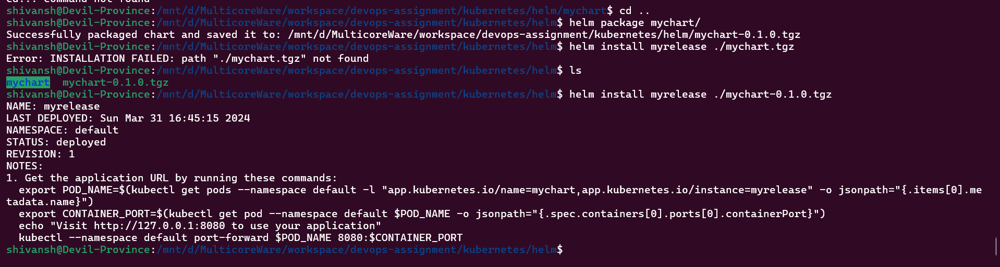 cd... command not found
shivansh@Devil-Province:/mnt/d/MulticoreWare/workspace/devops-assignment/kubernetes/helm/mychart$ cd ..
shivansh@Devil-Province:/mnt/d/MulticoreWare/workspace/devops-assignment/kubernetes/helm$ helm package mychart/
Successfully packaged chart and saved it to: /mnt/d/MulticoreWare/workspace/devops-assignment/kubernetes/helm/mychart-0.1.0.tgz
shivansh@Devil-Province:/mnt/d/MulticoreWare/workspace/devops-assignment/kubernetes/helm$ helm install myrelease ./mychart.tgz
Error: INSTALLATION FAILED: path "./mychart.tgz" not found
shivansh@Devil-Province:/mnt/d/MulticoreWare/workspace/devops-assignment/kubernetes/helm$ ls
mychart  mychart-0.1.0.tgz
shivansh@Devil-Province:/mnt/d/MulticoreWare/workspace/devops-assignment/kubernetes/helm$ helm install myrelease ./mychart-0.1.0.tgz
NAME: myrelease
LAST DEPLOYED: Sun Mar 31 16:45:15 2024
NAMESPACE: default
STATUS: deployed
REVISION: 1
NOTES:
1. Get the application URL by running these commands:
  export POD_NAME=$(kubectl get pods --namespace default -l "app.kubernetes.io/name=mychart,app.kubernetes.io/instance=myrelease" -o jsonpath="{.items[0].me
tadata.name}")
  export CONTAINER_PORT=$(kubectl get pod --namespace default $POD_NAME -o jsonpath="{.spec.containers[0].ports[0].containerPort}")
  echo "Visit http://127.0.0.1:8080 to use your application"
  kubectl --namespace default port-forward $POD_NAME 8080:$CONTAINER_PORT
shivansh@Devil-Province:/mnt/d/MulticoreWare/workspace/devops-assignment/kubernetes/helm$